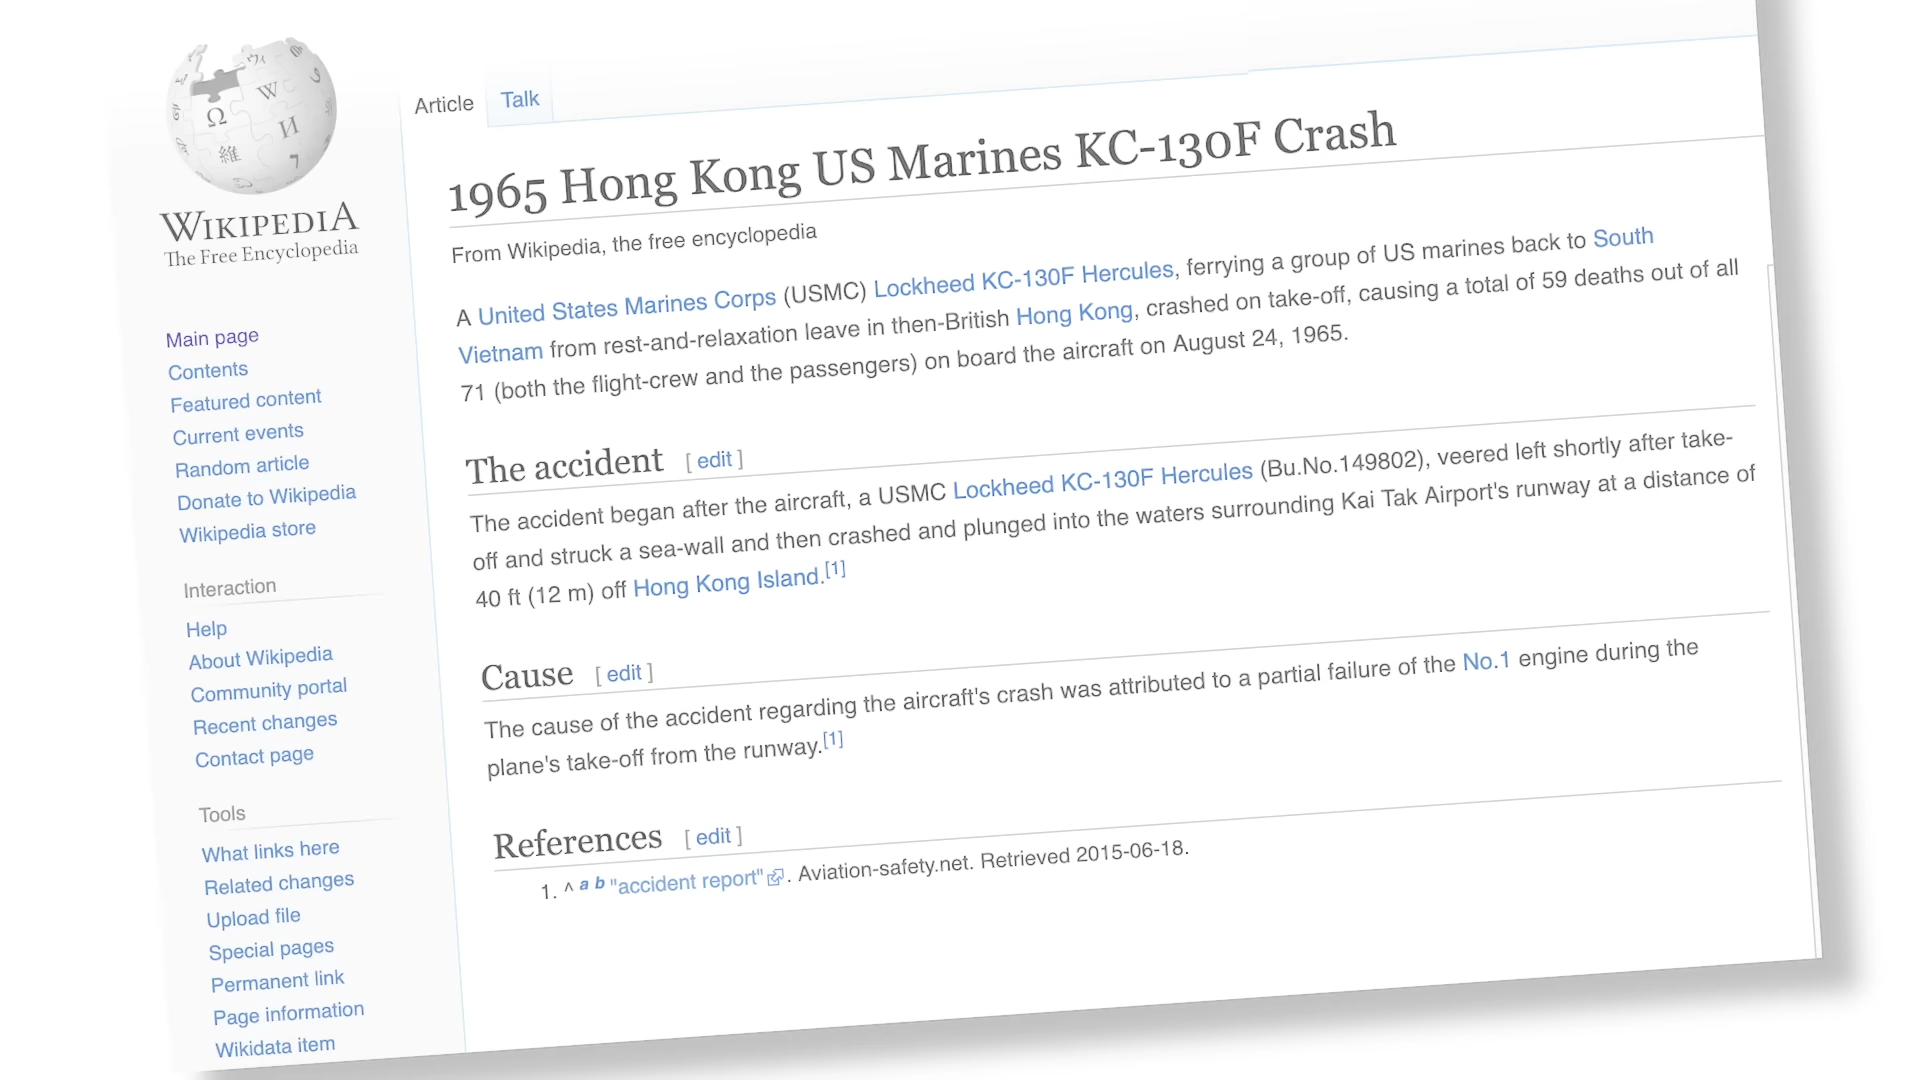 WIKIPEDIA
The Free Encyclopedia
Main page
Contents
Featured content
Current events
Random article
Donate to Wikipedia
Wikipedia store
Interaction
Help
About Wikipedia
Community portal
Recent changes
Contact page
Tools
What links here
Related changes
Upload file
Special pages
Permanent link
Page information
Wikidata item
Article Talk
1965 Hong Kong US Marines KC-130F Crash
From Wikipedia, the free encyclopedia
A United States Marines Corps (USMC) Lockheed KC-130F Hercules, ferrying a group of US marines back to South
Vietnam from rest-and-relaxation leave in then-British Hong Kong, crashed on take-off, causing a total of 59 deaths out of all
71 (both the flight-crew and the passengers) on board the aircraft on August 24, 1965.
The accident [ edit ]
The accident began after the aircraft, a USMC Lockheed KC-130F Hercules (Bu.No.149802), veered left shortly after take-
off and struck a sea-wall and then crashed and plunged into the waters surrounding Kai Tak Airport's runway at a distance of
40 ft (12 m) off Hong Kong Island.[1]
Cause [ edit ]
The cause of the accident regarding the aircraft's crash was attributed to a partial failure of the No.1 engine during the
plane's take-off from the runway.[1]
References [ edit ]
1. ^ a b "accident report". Aviation-safety.net. Retrieved 2015-06-18.